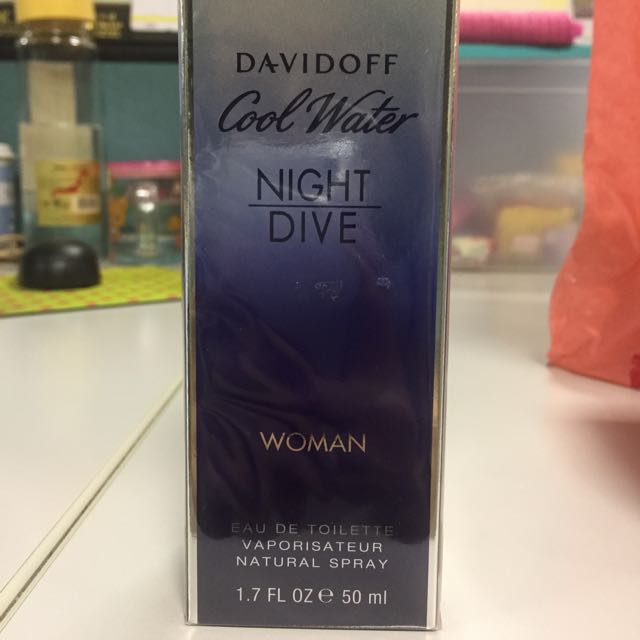 DAVIDOFF
Cool Water
NIGHT
DIVE
WOMAN
EAU DE TOILETTE
VAPORISATEUR
NATURAL SPRAY
1.7 FL OZ ℮ 50 ml